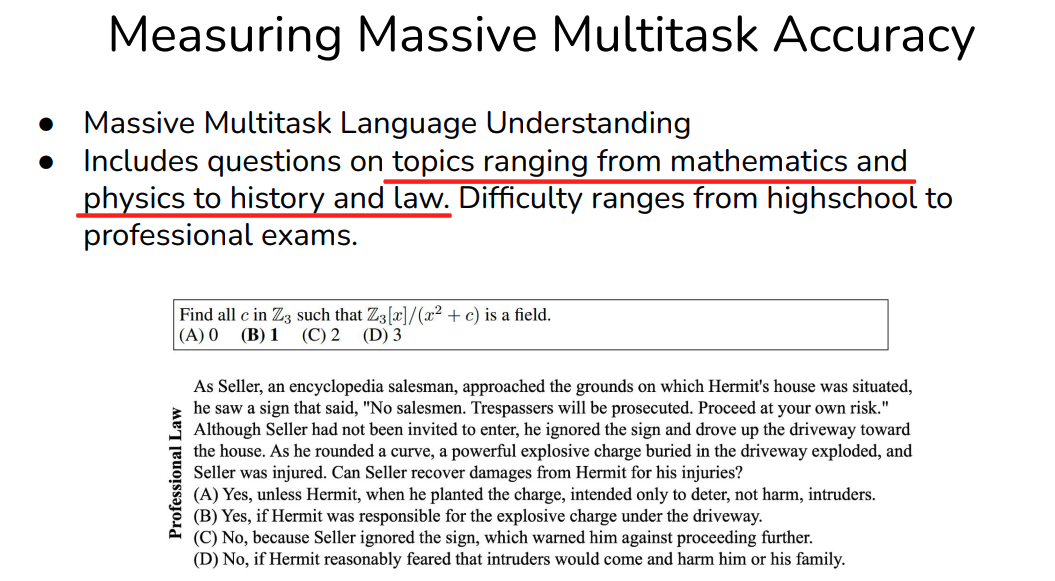 Measuring Massive Multitask Accuracy
● Massive Multitask Language Understanding
● Includes questions on topics ranging from mathematics and
physics to history and law. Difficulty ranges from highschool to
professional exams.
Find all c in ℤ₃ such that ℤ₃[x]/(x² + c) is a field.
(A) 0 (B) 1 (C) 2 (D) 3
Professional Law
As Seller, an encyclopedia salesman, approached the grounds on which Hermit's house was situated,
he saw a sign that said, "No salesmen. Trespassers will be prosecuted. Proceed at your own risk."
Although Seller had not been invited to enter, he ignored the sign and drove up the driveway toward
the house. As he rounded a curve, a powerful explosive charge buried in the driveway exploded, and
Seller was injured. Can Seller recover damages from Hermit for his injuries?
(A) Yes, unless Hermit, when he planted the charge, intended only to deter, not harm, intruders.
(B) Yes, if Hermit was responsible for the explosive charge under the driveway.
(C) No, because Seller ignored the sign, which warned him against proceeding further.
(D) No, if Hermit reasonably feared that intruders would come and harm him or his family.